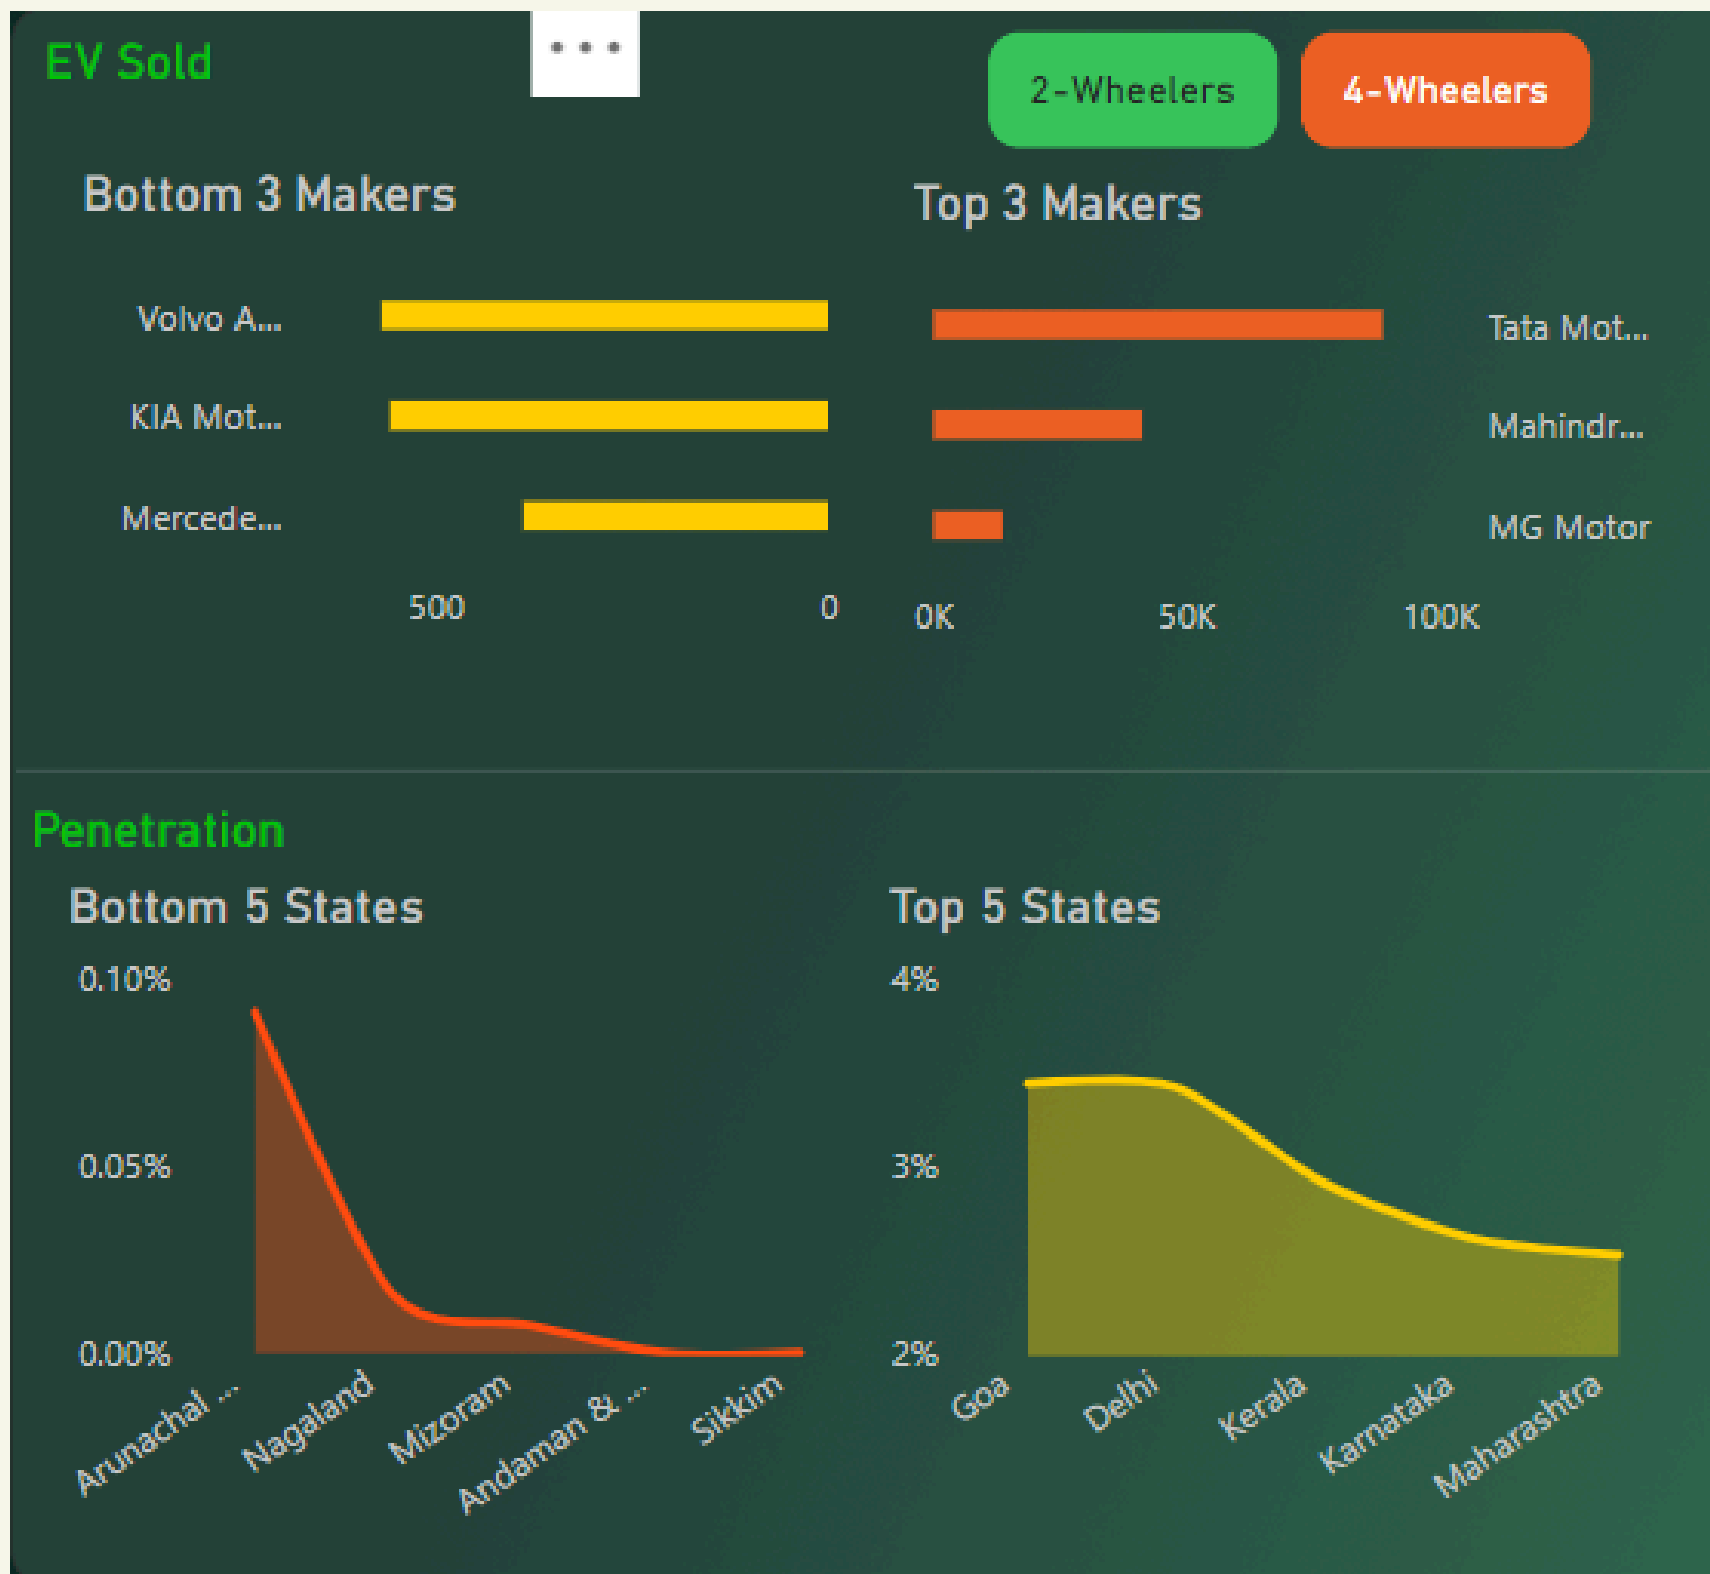 EV Sold
2-Wheelers
4-Wheelers
Bottom 3 Makers
Volvo A...
KIA Mot...
Mercede...
500
0
Top 3 Makers
Tata Mot...
Mahindr...
MG Motor
0K
50K
100K
Penetration
Bottom 5 States
0.10%
0.05%
0.00%
Arunachal ...
Nagaland
Mizoram
Andaman & ...
Sikkim
Top 5 States
4%
3%
2%
Goa
Delhi
Kerala
Karnataka
Maharashtra